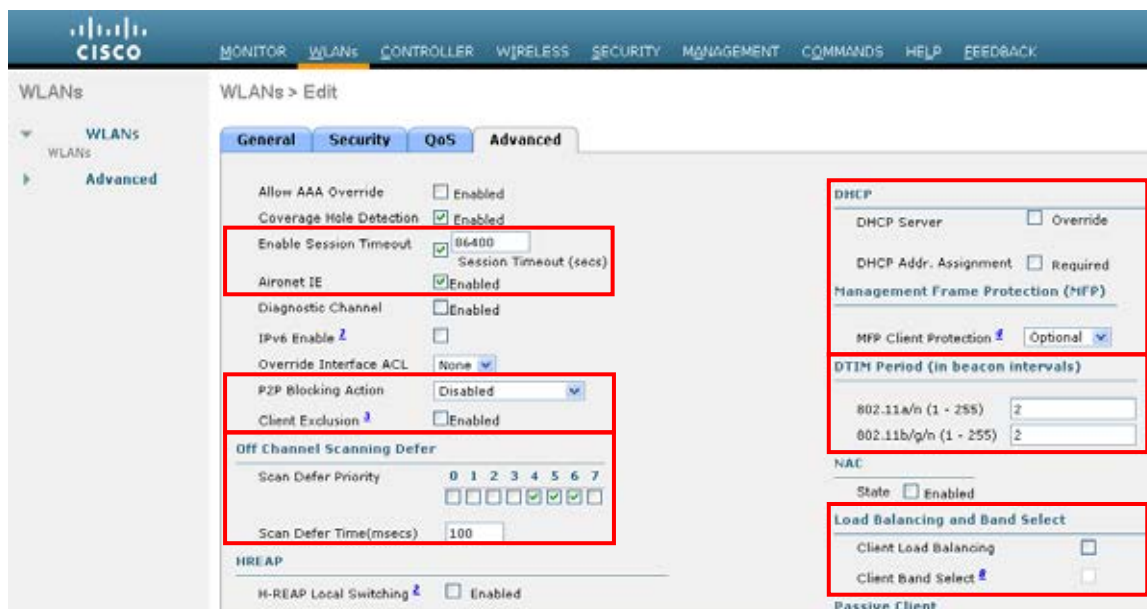 CISCO
MONITOR WLANs CONTROLLER WIRELESS SECURITY MANAGEMENT COMMANDS HELP FEEDBACK
WLANs
WLANs
WLANs
Advanced
WLANs > Edit
General Security QoS Advanced
Allow AAA Override Enabled
Coverage Hole Detection Enabled
Enable Session Timeout 86400
Session Timeout (secs)
Aironet IE Enabled
Diagnostic Channel Enabled
IPv6 Enable
Override Interface ACL None
P2P Blocking Action Disabled
Client Exclusion 3 Enabled
Off Channel Scanning Defer
Scan Defer Priority 0 1 2 3 4 5 6 7
Scan Defer Time(msecs) 100
HREAP
H-REAP Local Switching 2 Enabled
DHCP
DHCP Server Override
DHCP Addr. Assignment Required
Management Frame Protection (MFP)
MFP Client Protection 4 Optional
DTIM Period (in beacon intervals)
802.11a/n (1 - 255) 2
802.11b/g/n (1 - 255) 2
NAC
State Enabled
Load Balancing and Band Select
Client Load Balancing
Client Band Select
Passive Client